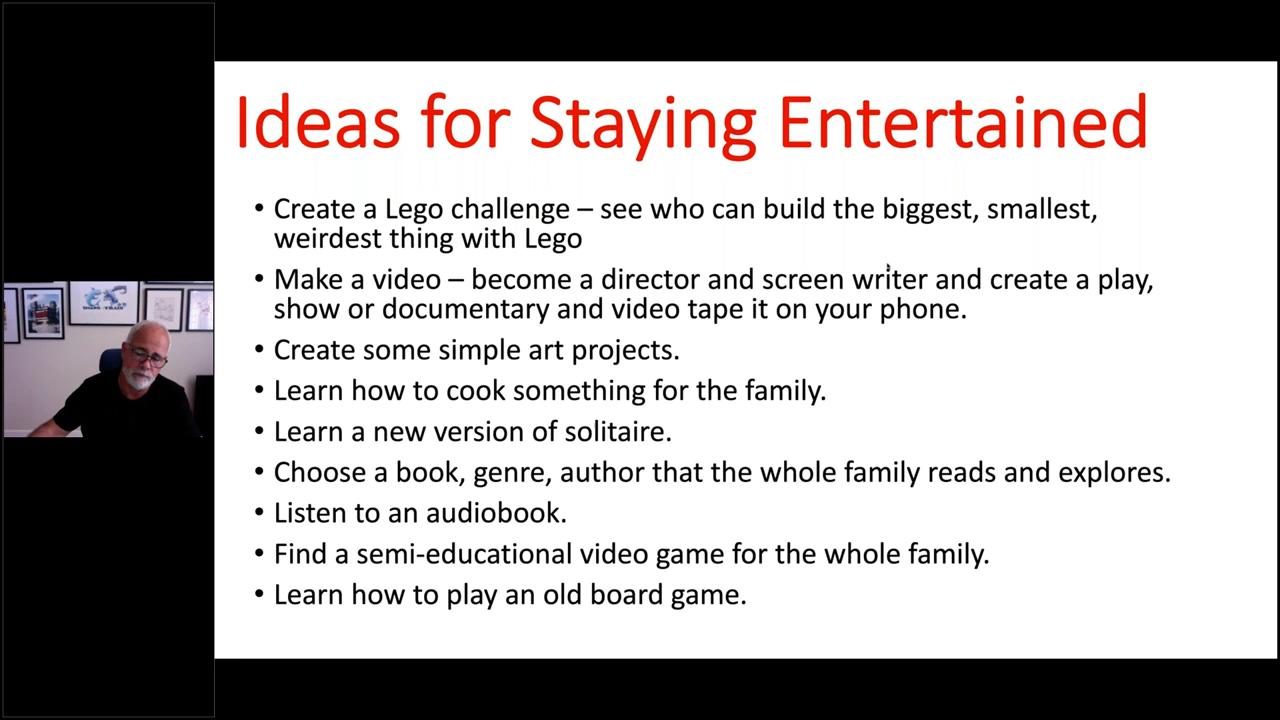 Ideas for Staying Entertained
• Create a Lego challenge – see who can build the biggest, smallest,
weirdest thing with Lego
• Make a video – become a director and screen writer and create a play,
show or documentary and video tape it on your phone.
• Create some simple art projects.
• Learn how to cook something for the family.
• Learn a new version of solitaire.
• Choose a book, genre, author that the whole family reads and explores.
• Listen to an audiobook.
• Find a semi-educational video game for the whole family.
• Learn how to play an old board game.